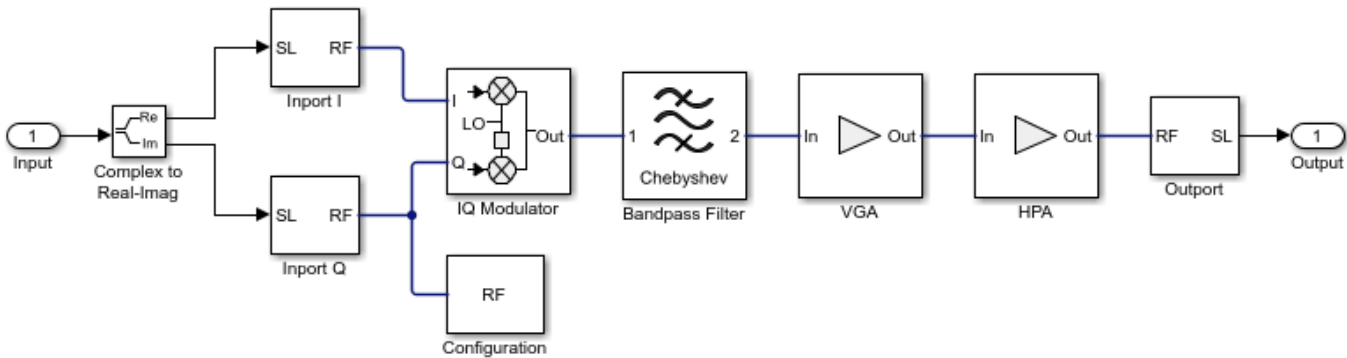 1
Input
Re
Im
Complex to
Real-Imag
SL RF
Inport I
SL RF
Inport Q
I
LO
Q
Out
IQ Modulator
RF
Configuration
1 2
Chebyshev
Bandpass Filter
In Out
VGA
In Out
HPA
RF SL
Outport
1
Output